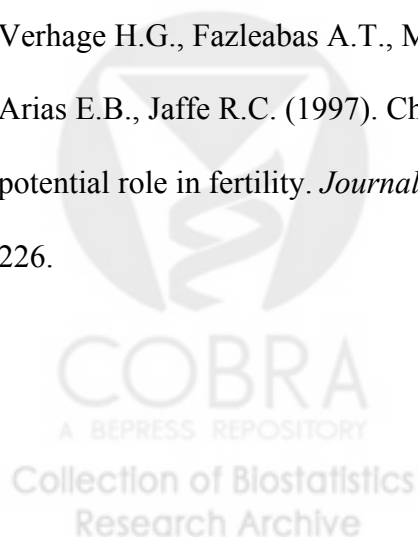 Verhage H.G., Fazleabas A.T., M
Arias E.B., Jaffe R.C. (1997). Ch
potential role in fertility. Journal
226.
COBRA
A BEPRESS REPOSITORY
Collection of Biostatistics
Research Archive